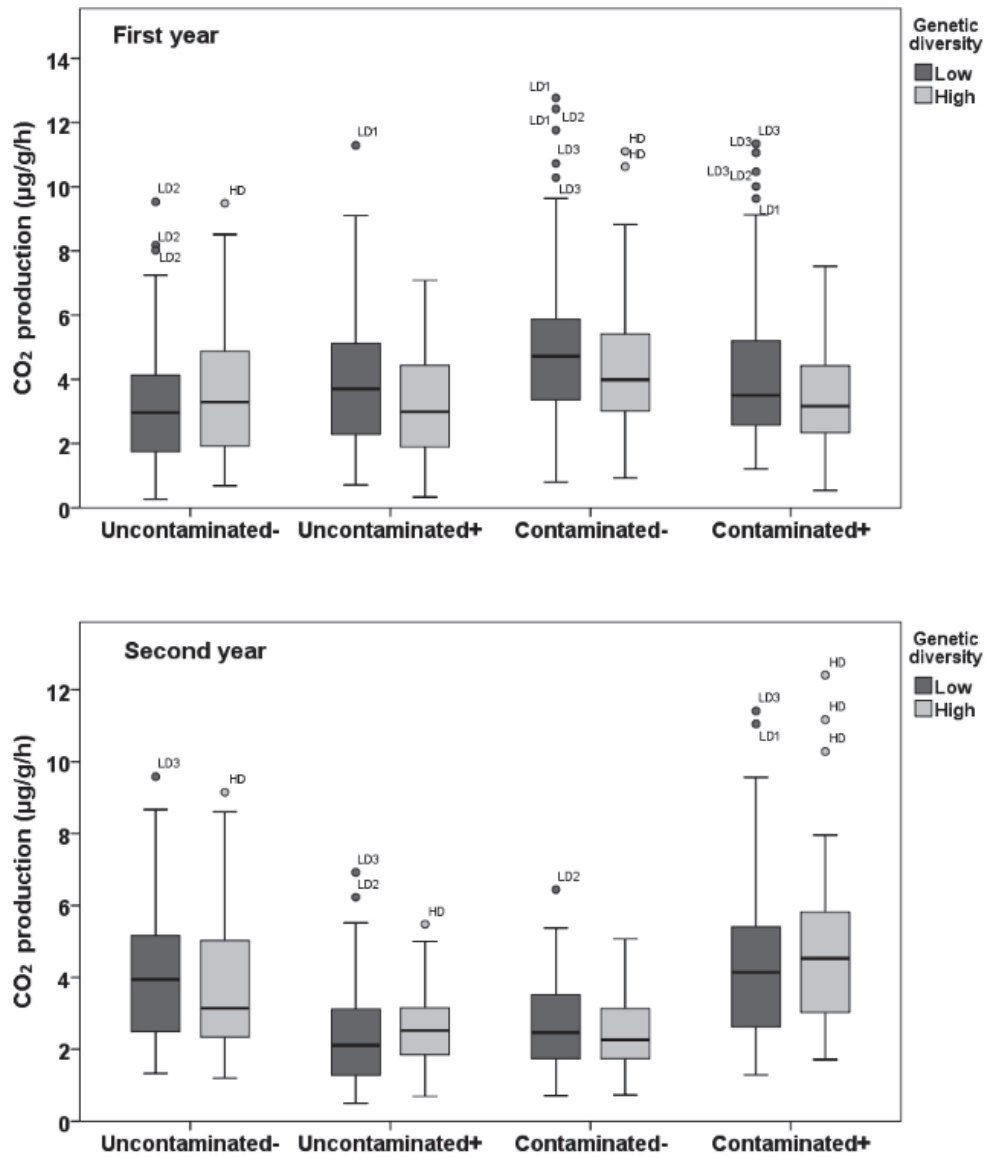 First year
Genetic
diversity
Low
High
CO₂ production (µg/g/h)
14
12
10
8
6
4
2
0
LD2
LD2
LD2
HD
LD1
LD1
LD1
LD2
LD3
LD3
HD
HD
LD3
LD3
LD3
LD2
LD1
Uncontaminated-
Uncontaminated+
Contaminated-
Contaminated+
Second year
Genetic
diversity
Low
High
CO₂ production (µg/g/h)
12
10
8
6
4
2
0
LD3
HD
LD3
LD2
HD
LD2
LD3
LD1
HD
HD
HD
Uncontaminated-
Uncontaminated+
Contaminated-
Contaminated+